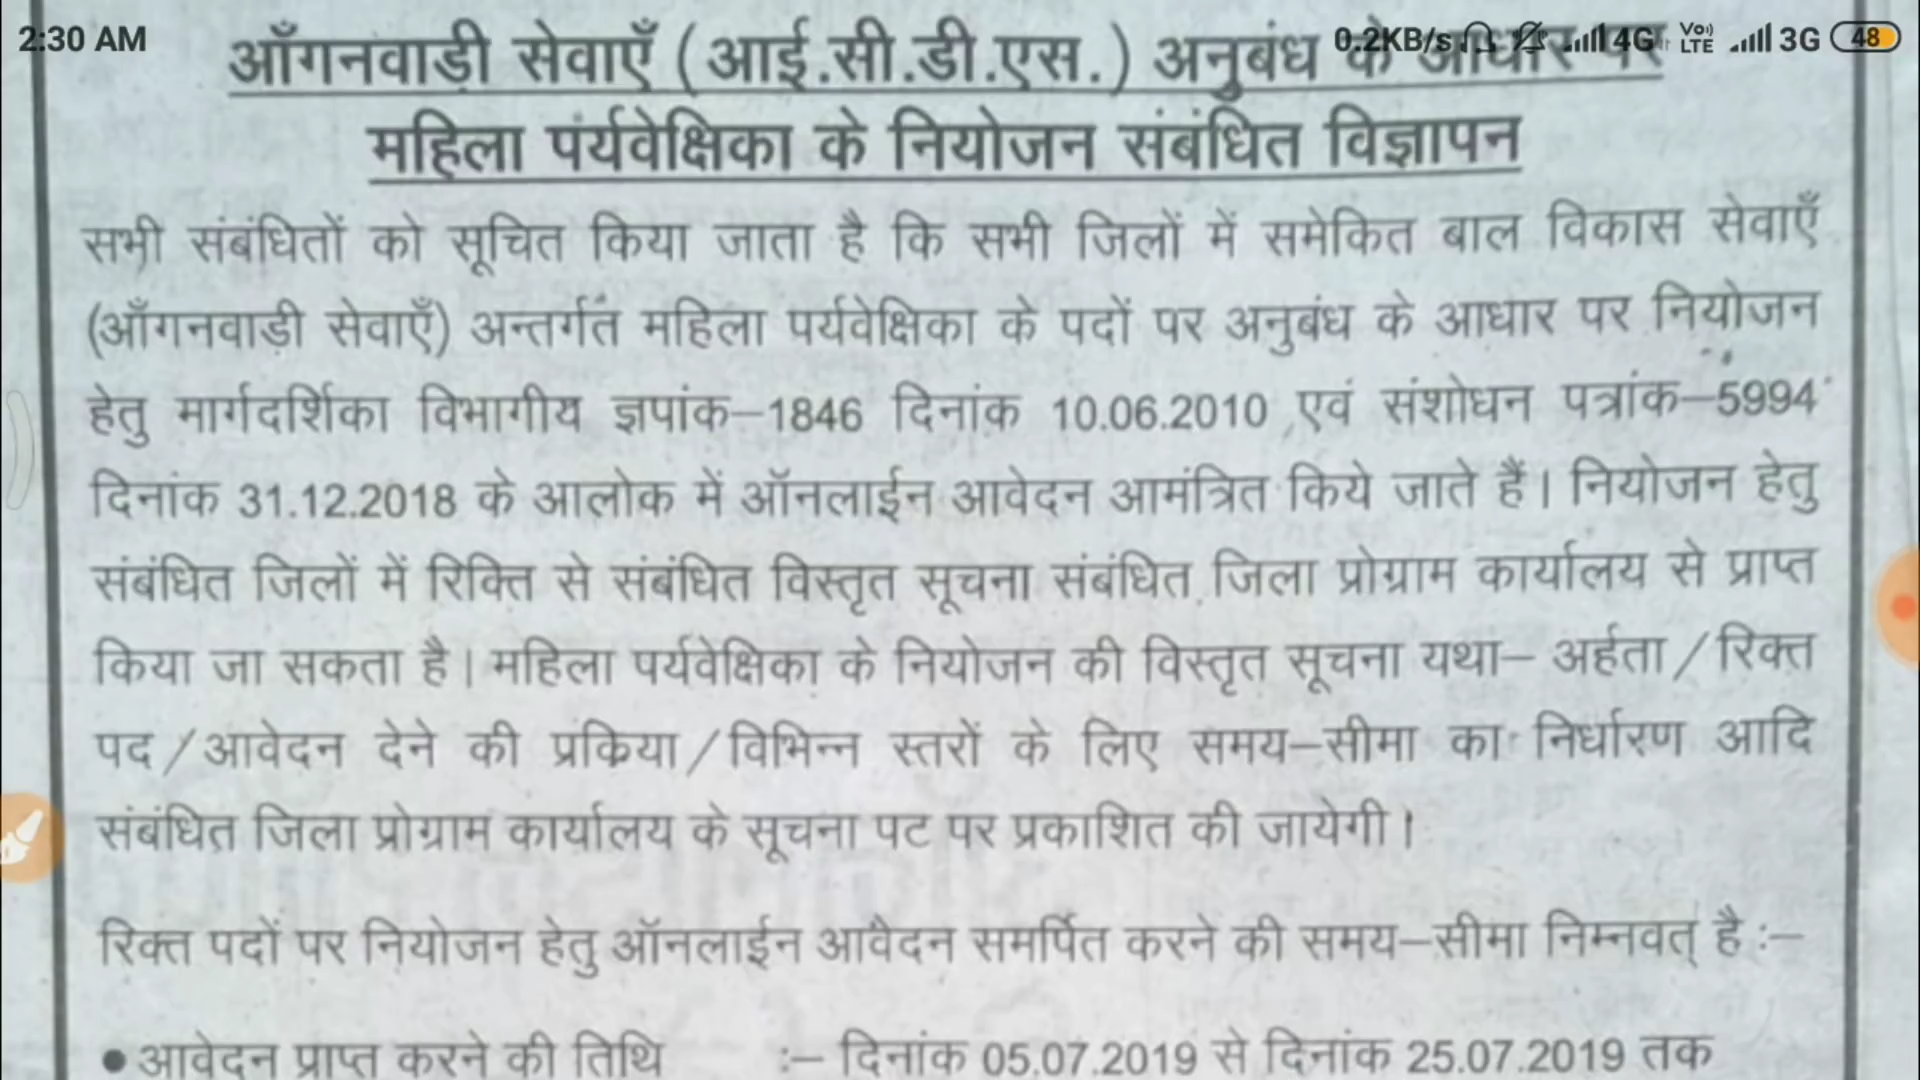 2:30 AM 0.2KB/s 4G Vo) LTE 3G 48
आँगनवाड़ी सेवाएँ (आई.सी.डी.एस.) अनुबंध के आधार पर
महिला पंर्यवेक्षिका के नियोजन संबंधित विज्ञापन
सभी संबंधितों को सूचित किया जाता है कि सभी जिलों में समेकित बाल विकास सेवाएँ
(आँगनवाड़ी सेवाएँ) अन्तर्गत महिला पर्यवेक्षिका के पदों पर अनुबंध के आधार पर नियोजन
हेतु मार्गदर्शिका विभागीय ज्ञपांक–1846 दिनांक 10.06.2010 एवं संशोधन पत्रांक–5994
दिनांक 31.12.2018 के आलोक में ऑनलाईन आवेदन आमंत्रित किये जाते हैं। नियोजन हेतु
संबंधित जिलों में रिक्ति से संबंधित विस्तृत सूचना संबंधित जिला प्रोग्राम कार्यालय से प्राप्त
किया जा सकता है। महिला पर्यवेक्षिका के नियोजन की विस्तृत सूचना यथा– अर्हता/रिक्त
पद/आवेदन देने की प्रक्रिया/विभिन्न स्तरों के लिए समय–सीमा का निर्धारण आदि
संबंधित जिला प्रोग्राम कार्यालय के सूचना पट पर प्रकाशित की जायेगी।
रिक्त पदों पर नियोजन हेतु ऑनलाईन आवेदन समर्पित करने की समय–सीमा निम्नवत् है :–
● आवेदन प्राप्त करने की तिथि :– दिनांक 05.07.2019 से दिनांक 25.07.2019 तक